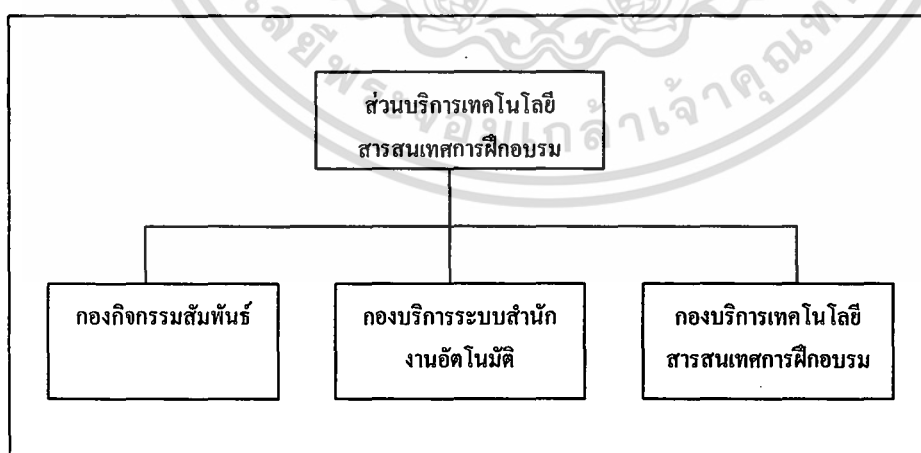 ส่วนบริการเทคโนโลยี
สารสนเทศการฝึกอบรม
กองกิจกรรมสัมพันธ์
กองบริการระบบสำนัก
งานอัตโนมัติ
กองบริการเทคโนโลยี
สารสนเทศการฝึกอบรม